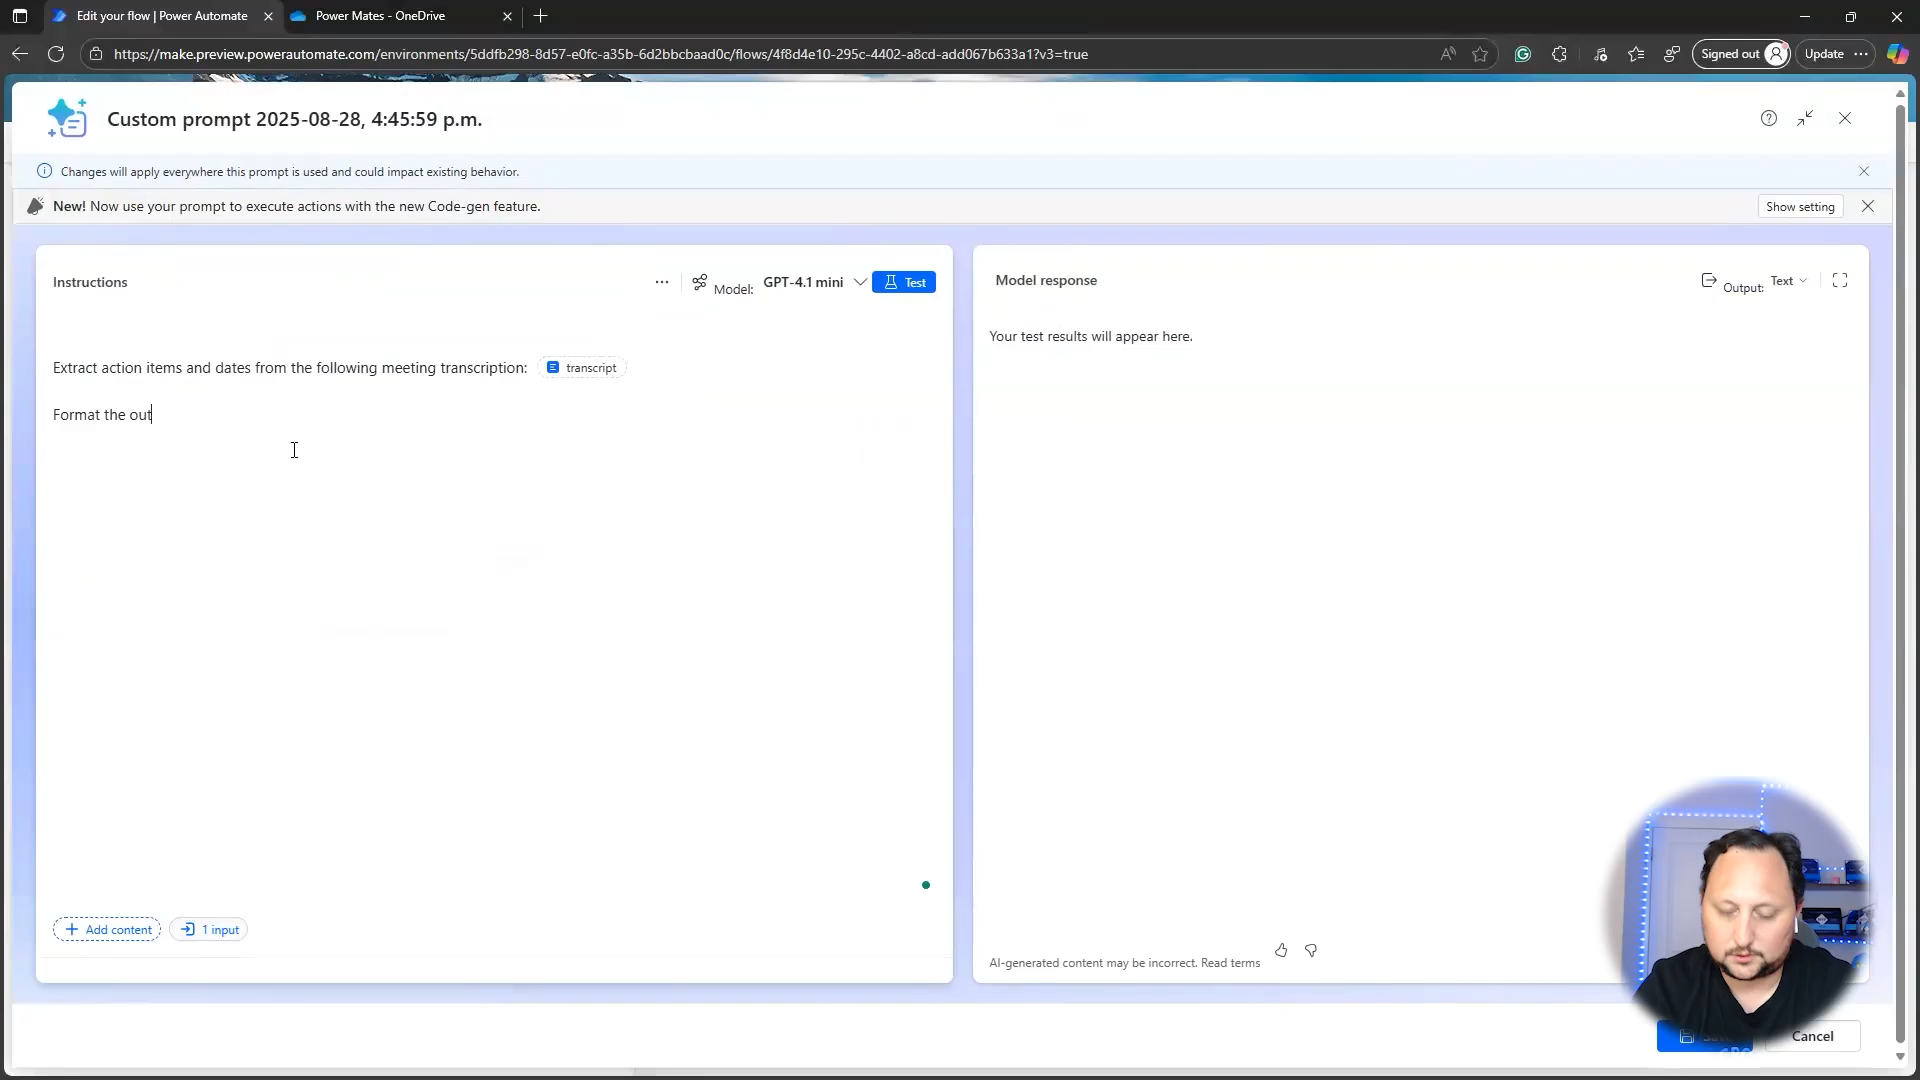 Edit your flow | Power Automate
Power Mates - OneDrive
https://make.preview.powerautomate.com/environments/5ddfb298-8d57-e0fc-a35b-6d2bbcbaad0c/flows/4f8d4e10-295c-4402-a8cd-add067b633a1?v3=true
Signed out
Update
Custom prompt 2025-08-28, 4:45:59 p.m.
Changes will apply everywhere this prompt is used and could impact existing behavior.
New! Now use your prompt to execute actions with the new Code-gen feature.
Show setting
Instructions
Model: GPT-4.1 mini
Test
Model response
Output: Text
Your test results will appear here.
Extract action items and dates from the following meeting transcription: transcript
Format the out
Add content
1 input
AI-generated content may be incorrect. Read terms
Cancel